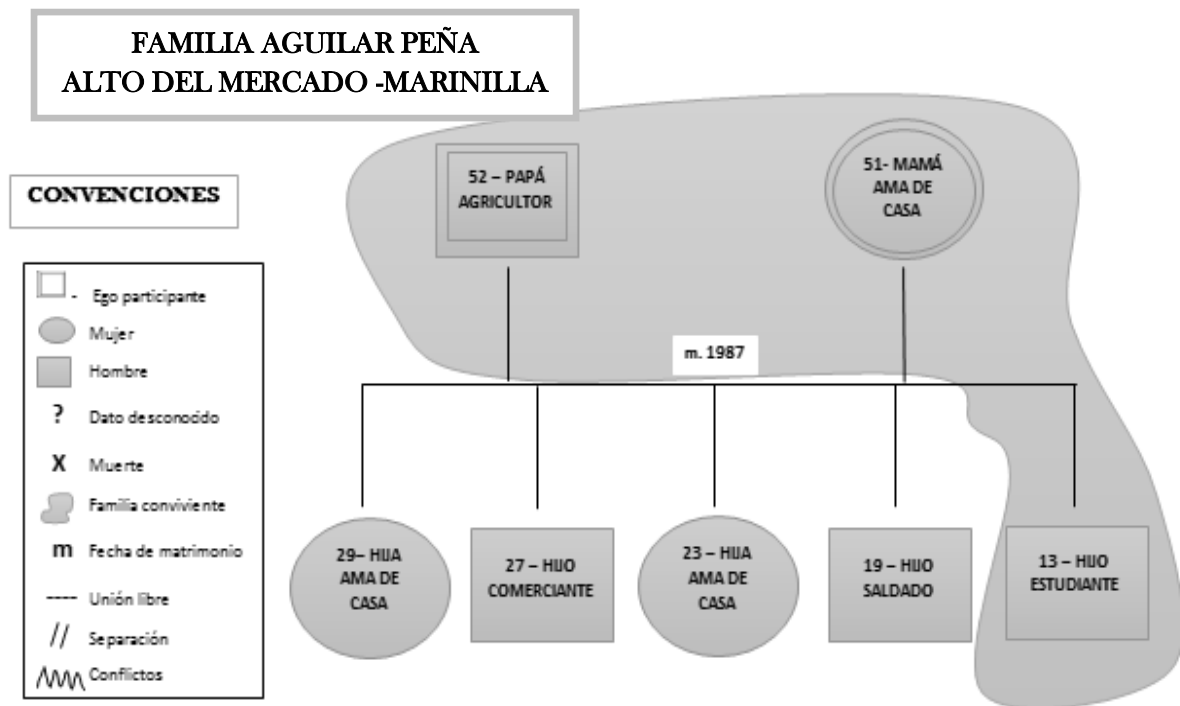 FAMILIA AGUILAR PEÑA
ALTO DEL MERCADO -MARINILLA
CONVENCIONES
- Ego participante
Mujer
Hombre
? Dato desconocido
X Muerte
Familia conviviente
m Fecha de matrimonio
---- Unión libre
// Separación
Conflictos
52 – PAPÁ
AGRICULTOR
51- MAMÁ
AMA DE
CASA
m. 1987
29– HIJA
AMA DE
CASA
27 – HIJO
COMERCIANTE
23 – HIJA
AMA DE
CASA
19 – HIJO
SALDADO
13 – HIJO
ESTUDIANTE